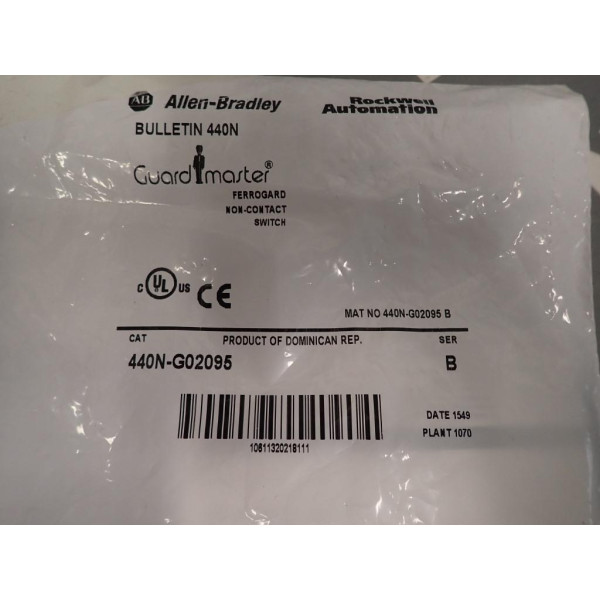 AB Allen-Bradley
Rockwell
Automation
BULLETIN 440N
Guardmaster®
FERROGARD
NON-CONTACT
SWITCH
C UL US CE
MAT NO 440N-G02095 B
CAT PRODUCT OF DOMINICAN REP. SER
440N-G02095 B
10611320218111
DATE 1549
PLANT 1070